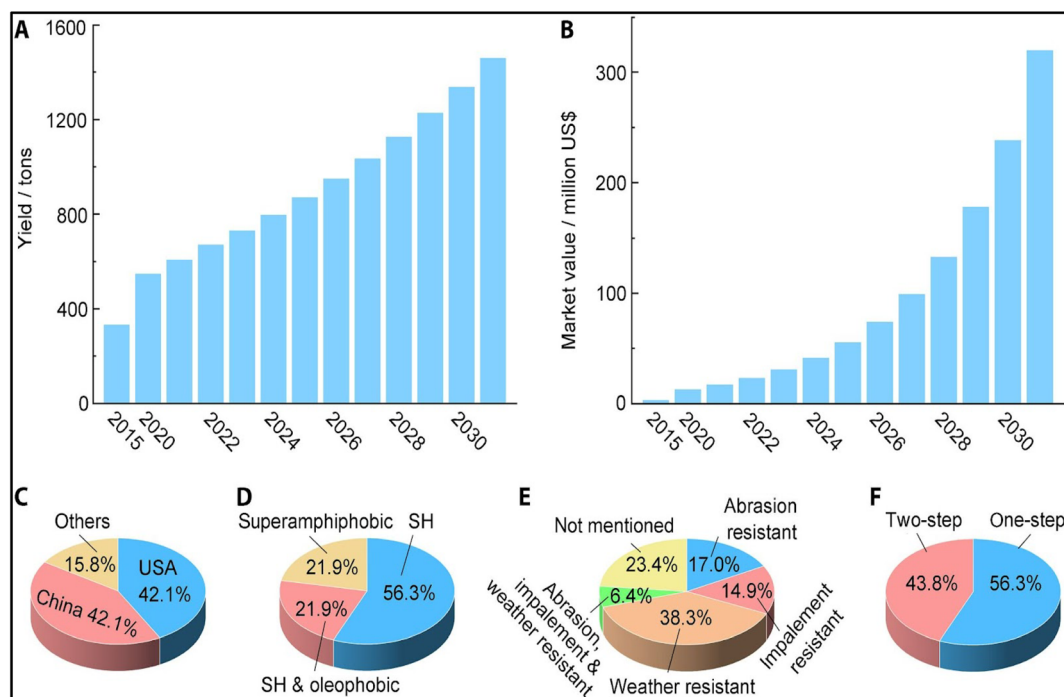 A
Yield / tons
1600
1200
800
400
0
2015
2020
2022
2024
2026
2028
2030
B
Market value / million US$
300
200
100
0
2015
2020
2022
2024
2026
2028
2030
C
Others
15.8%
USA
42.1%
China 42.1%
D
Superamphiphobic
SH
21.9%
56.3%
21.9%
SH & oleophobic
E
Not mentioned
Abrasion
resistant
23.4%
17.0%
6.4%
14.9%
38.3%
Abrasion,
impalement &
weather resistant
Weather resistant
Impalement
resistant
F
Two-step
One-step
43.8%
56.3%